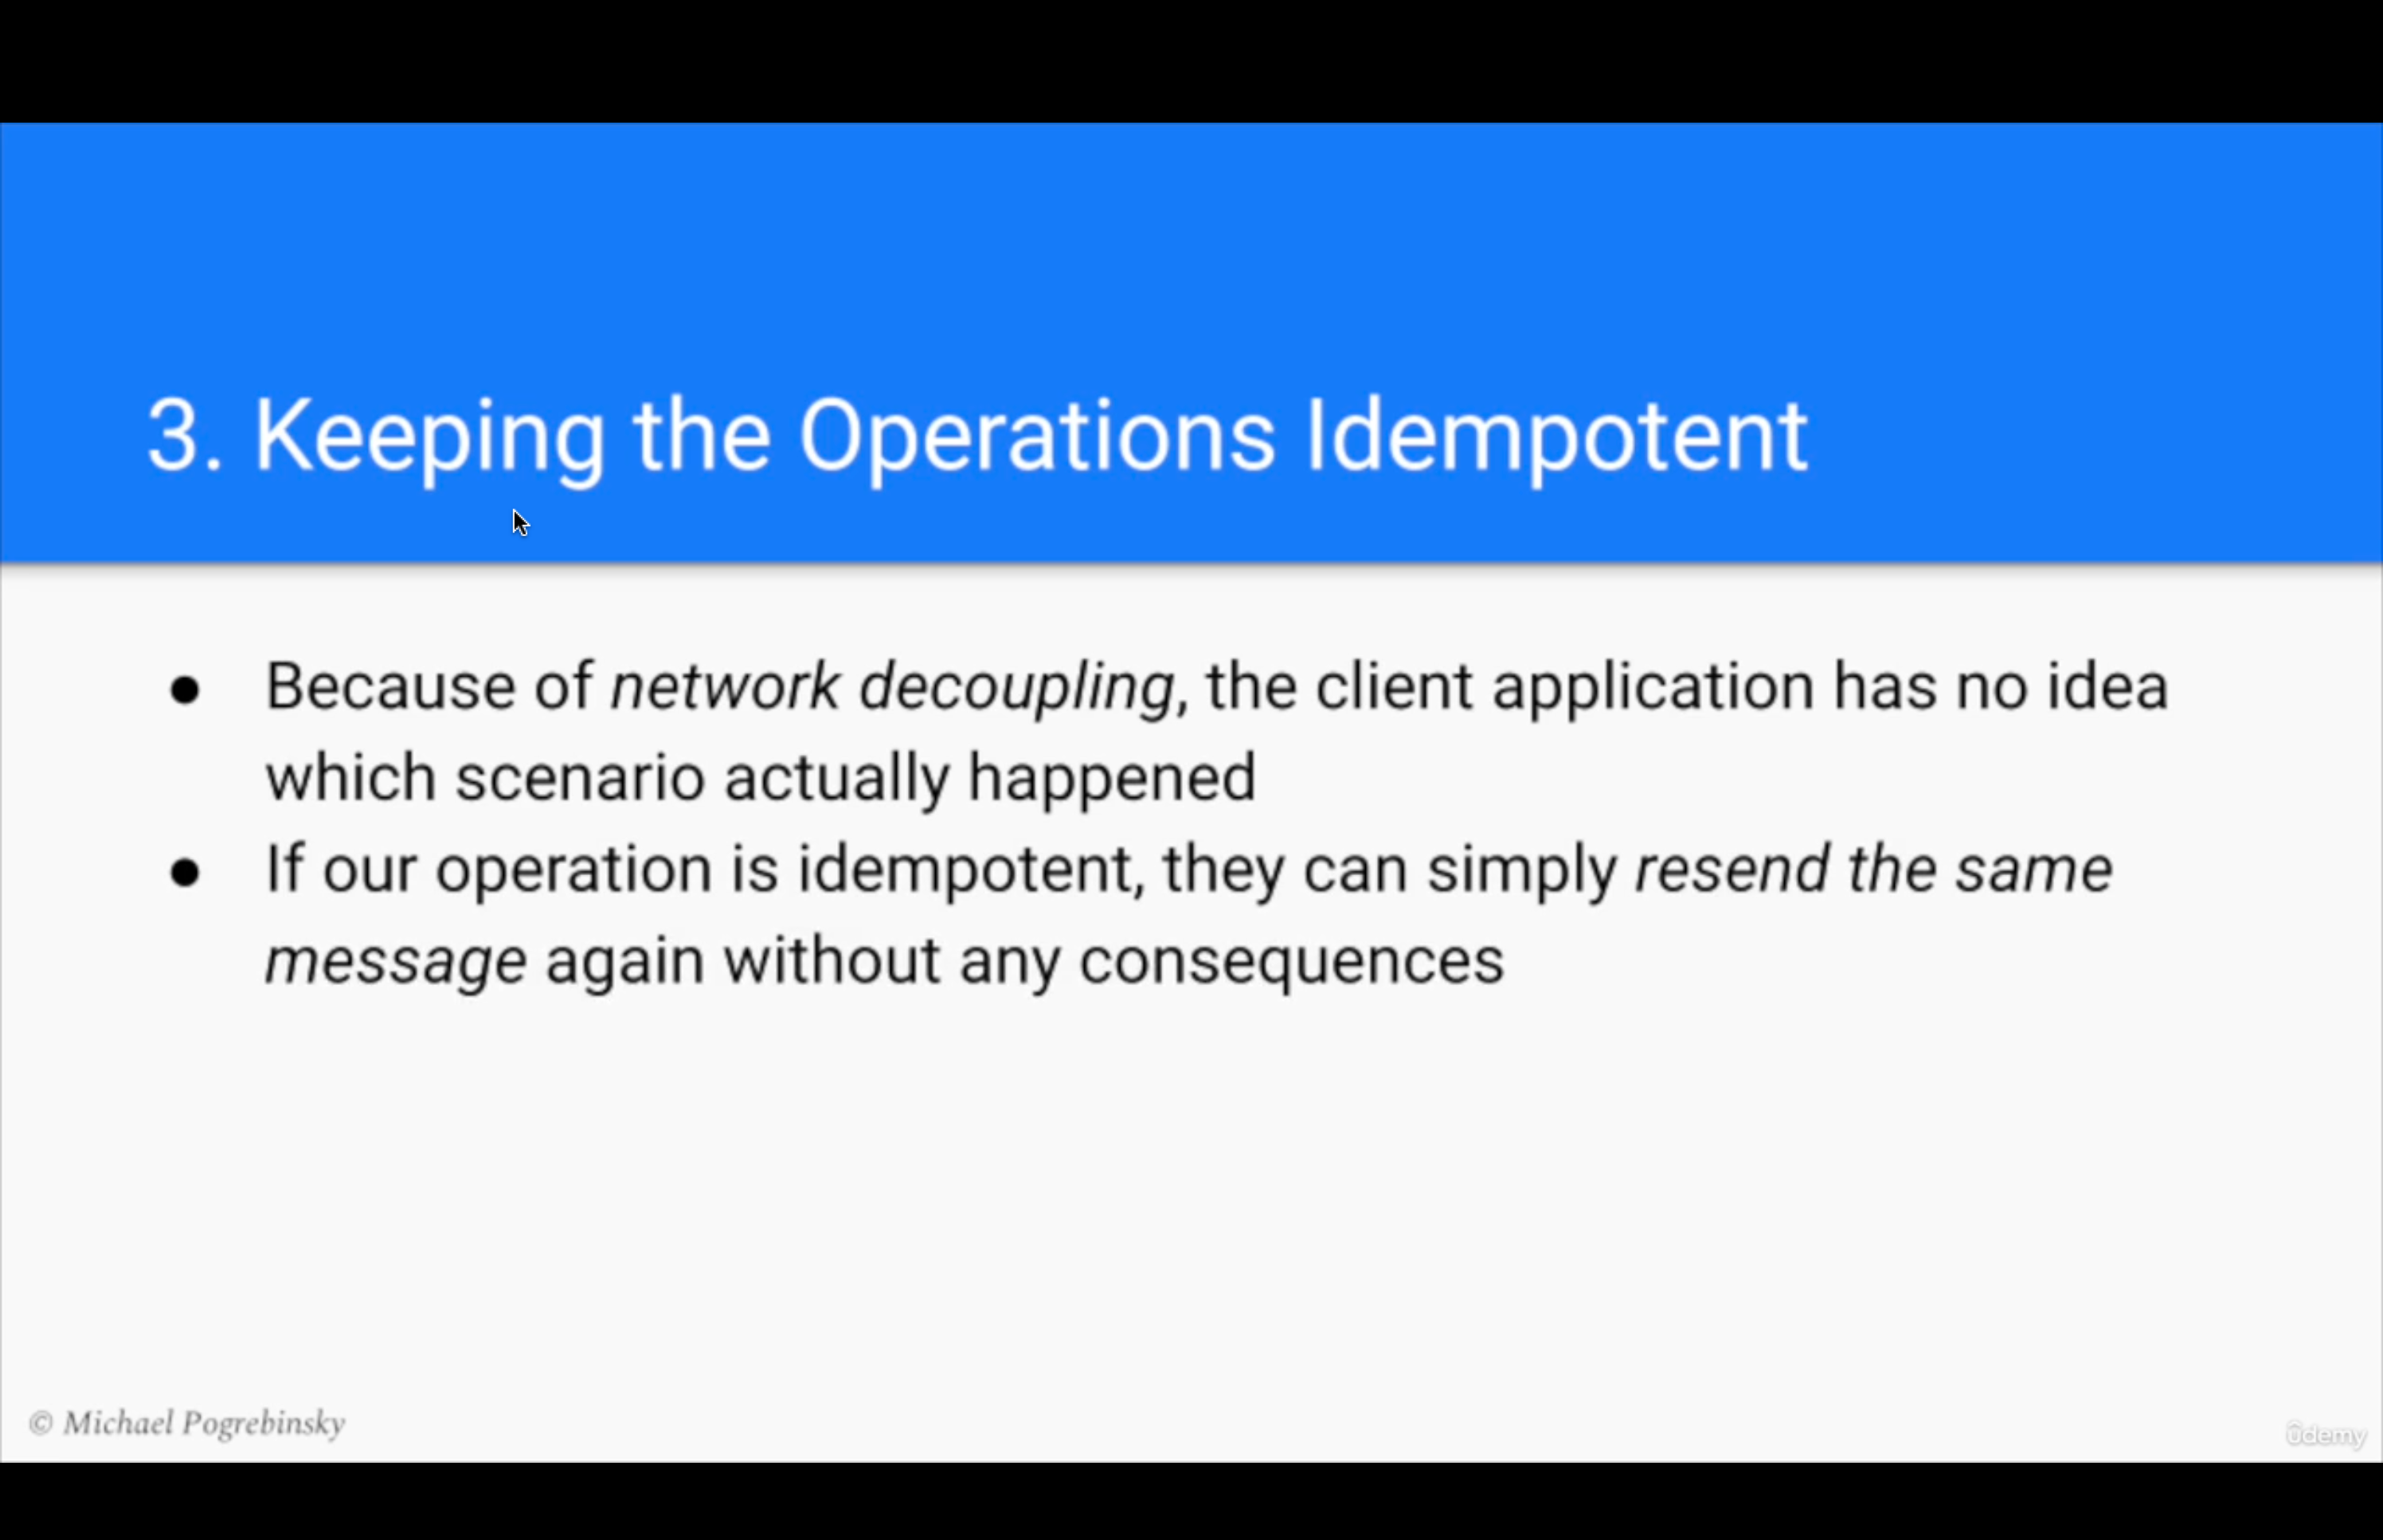 3. Keeping the Operations Idempotent
● Because of network decoupling, the client application has no idea
which scenario actually happened
● If our operation is idempotent, they can simply resend the same
message again without any consequences
© Michael Pogrebinsky
ûdemy